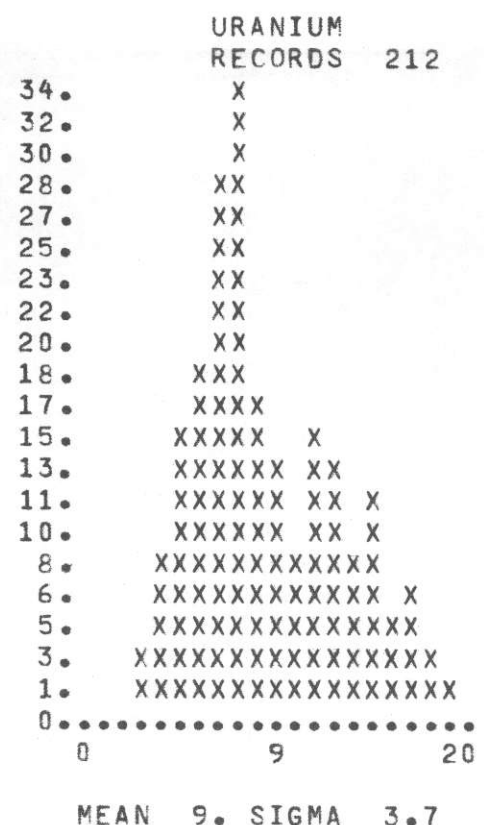 URANIUM
RECORDS 212
34. X
32. X
30. X
28. XX
27. XX
25. XX
23. XX
22. XX
20. XX
18. XXX
17. XXXX
15. XXXXX X
13. XXXXXX XX
11. XXXXXX XX X
10. XXXXXX XX X
8. XXXXXXXXXXXX
6. XXXXXXXXXXXX X
5. XXXXXXXXXXXXXX
3. XXXXXXXXXXXXXXXX
1. XXXXXXXXXXXXXXXXX
0......................
0 9 20
MEAN 9. SIGMA 3.7